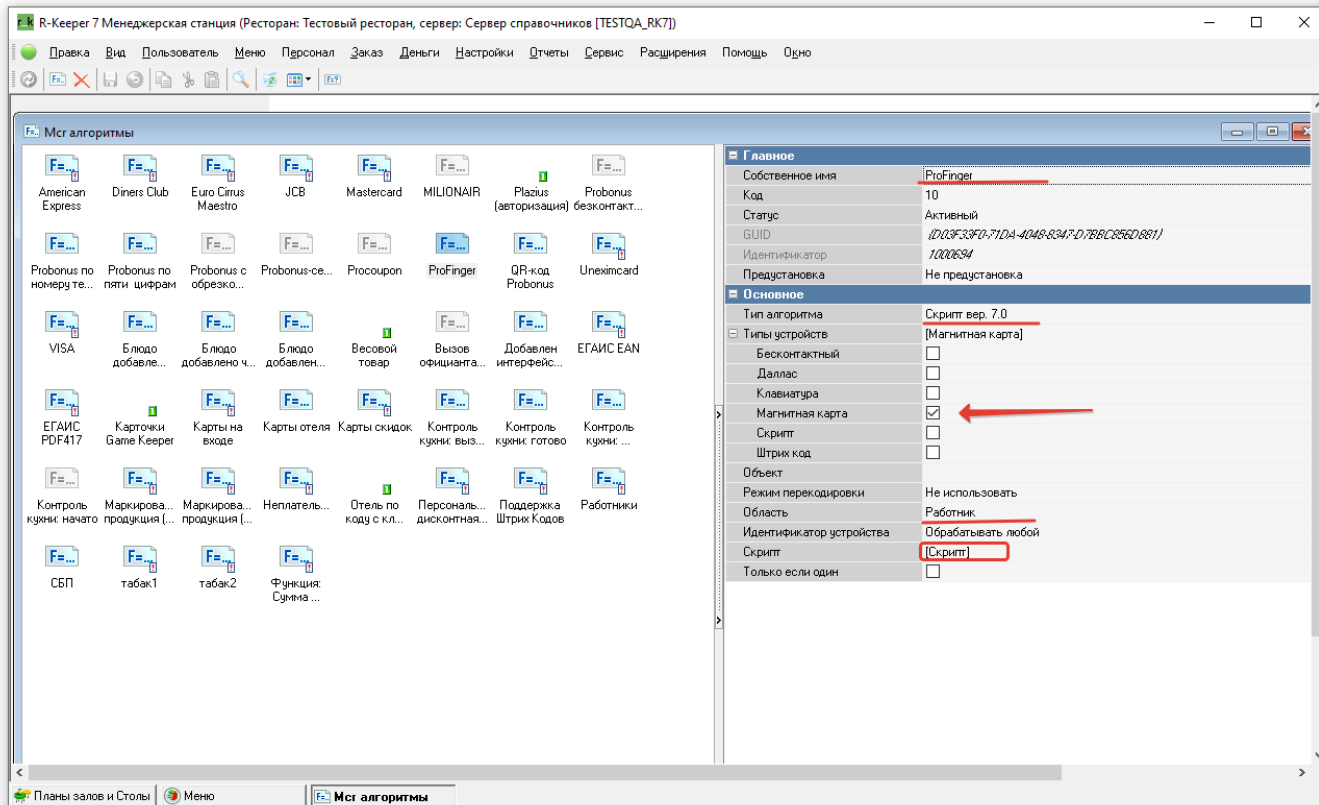 R-Keeper 7 Менеджерская станция (Ресторан: Тестовый ресторан, сервер: Сервер справочников [TESTQA_RK7])
Правка Вид Пользователь Меню Персонал Заказ Деньги Настройки Отчеты Сервис Расширения Помощь Окно
Mcr алгоритмы
American Express
Diners Club
Euro Cirrus Maestro
JCB
Mastercard
MILIONAIR
Plazius (авторизация)
Probonus безконтакт...
Probonus по номеру те...
Probonus по пяти цифрам
Probonus с обрезко...
Probonus-се...
Procoupon
ProFinger
QR-код Probonus
Uneximcard
VISA
Блюдо добавле...
Блюдо добавлено ч...
Блюдо добавлен...
Весовой товар
Вызов официанта...
Добавлен интерфейс...
ЕГАИС EAN
ЕГАИС PDF417
Карточки Game Keeper
Карты на входе
Карты отеля
Карты скидок
Контроль кухни: выз...
Контроль кухни: готово
Контроль кухни: ...
Контроль кухни: начато
Маркирова... продукция (...
Маркирова... продукция (...
Неплатель...
Отель по коду с кл...
Персональ... дисконтная...
Поддержка Штрих Кодов
Работники
СБП
табак1
табак2
Функция: Сумма ...
Главное
Собственное имя ProFinger
Код 10
Статус Активный
GUID {D03F33F0-71DA-4048-8347-D7BBC856D881}
Идентификатор 1000694
Предустановка Не предустановка
Основное
Тип алгоритма Скрипт вер. 7.0
Типы устройств [Магнитная карта]
Бесконтактный
Даллас
Клавиатура
Магнитная карта
Скрипт
Штрих код
Объект
Режим перекодировки Не использовать
Область Работник
Идентификатор устройства Обрабатывать любой
Скрипт [Скрипт]
Только если один
Планы залов и Столы Меню Mcr алгоритмы